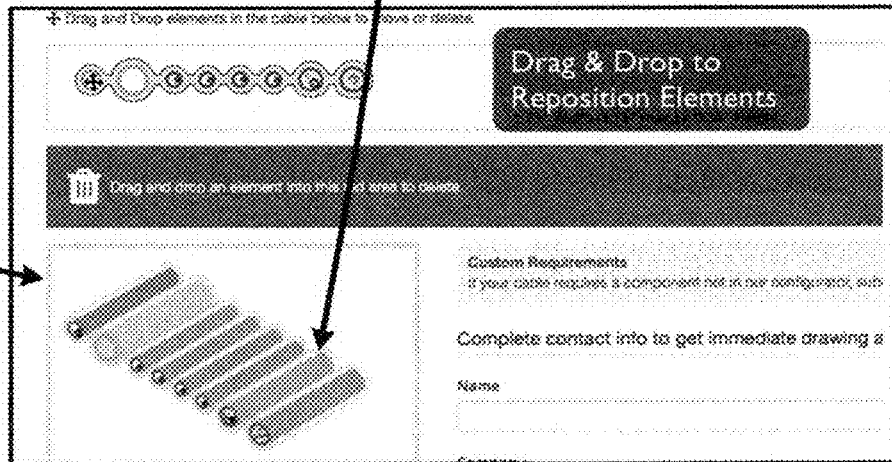 Drag and Drop elements in the cable below to move or delete.
Drag & Drop to
Reposition Elements
Drag and drop an element into this red area to delete
Custom Requirements
If your cable requires a component not in our configurator, sub
Complete contact info to get immediate drawing a
Name